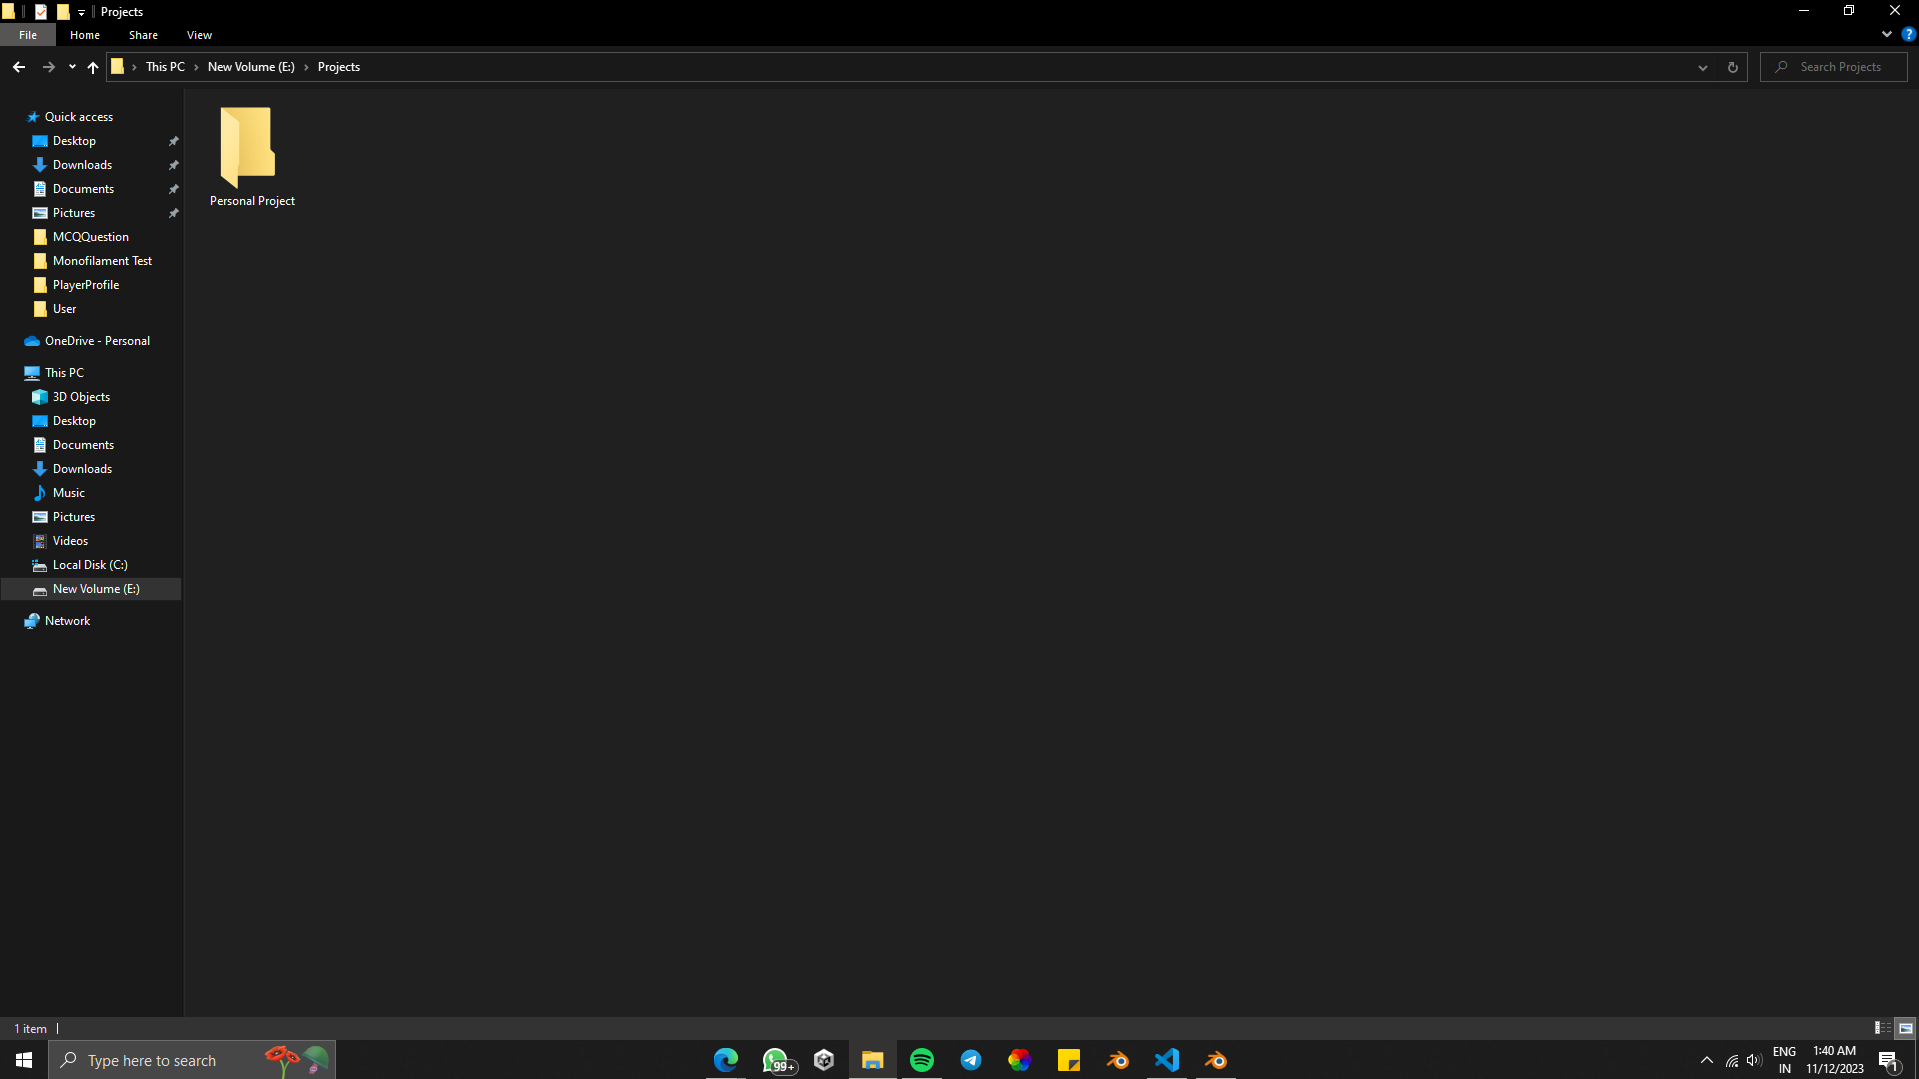 Projects
File Home Share View
This PC New Volume (E:) Projects
Search Projects
Quick access
Desktop
Downloads
Documents
Pictures
MCQQuestion
Monofilament Test
PlayerProfile
User
OneDrive - Personal
This PC
3D Objects
Desktop
Documents
Downloads
Music
Pictures
Videos
Local Disk (C:)
New Volume (E:)
Network
Personal Project
1 item
Type here to search
99+
ENG
IN
1:40 AM
11/12/2023
1